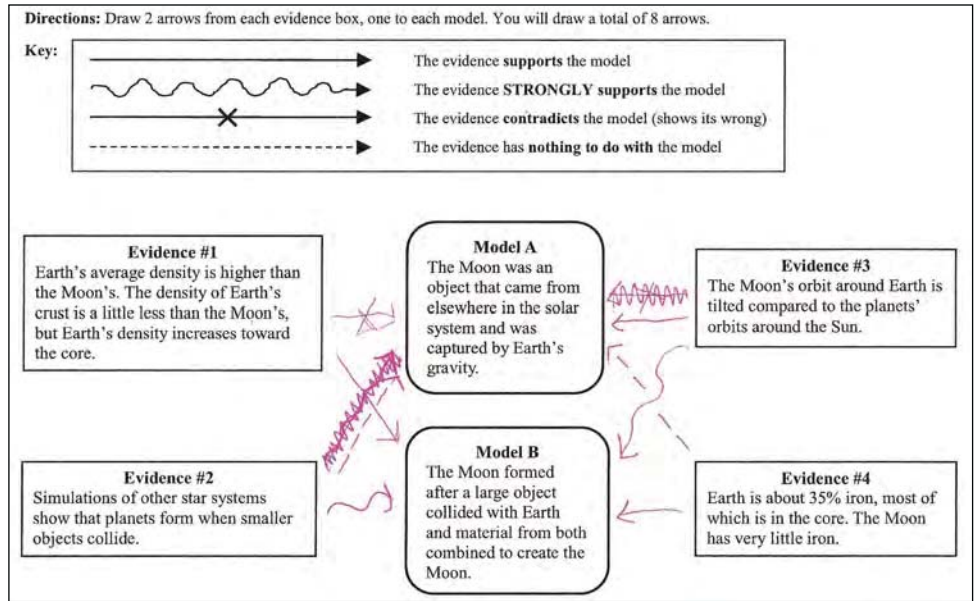 Directions: Draw 2 arrows from each evidence box, one to each model. You will draw a total of 8 arrows.
Key:
The evidence supports the model
The evidence STRONGLY supports the model
The evidence contradicts the model (shows its wrong)
The evidence has nothing to do with the model
Evidence #1
Earth's average density is higher than
the Moon's. The density of Earth's
crust is a little less than the Moon's,
but Earth's density increases toward
the core.
Model A
The Moon was an
object that came from
elsewhere in the solar
system and was
captured by Earth's
gravity.
Evidence #3
The Moon's orbit around Earth is
tilted compared to the planets'
orbits around the Sun.
Evidence #2
Simulations of other star systems
show that planets form when smaller
objects collide.
Model B
The Moon formed
after a large object
collided with Earth
and material from both
combined to create the
Moon.
Evidence #4
Earth is about 35% iron, most of
which is in the core. The Moon
has very little iron.